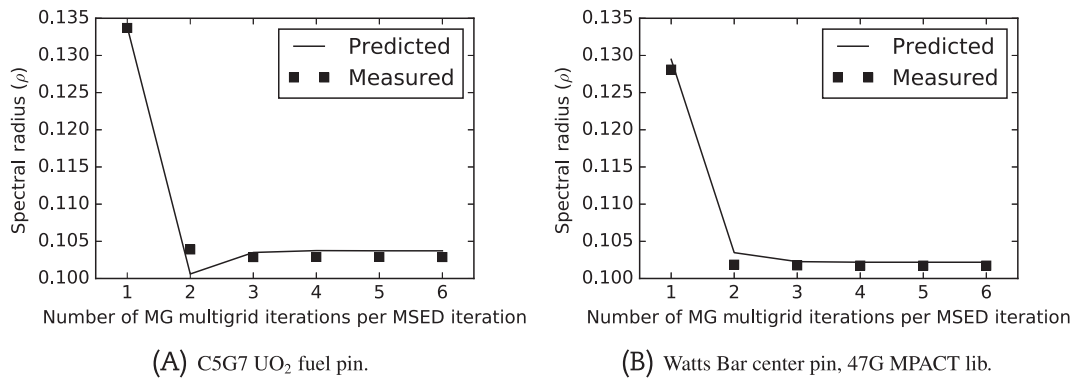 0.135
0.130
0.125
0.120
0.115
0.110
0.105
0.100
Spectral radius (ρ)
Predicted
Measured
1 2 3 4 5 6
Number of MG multigrid iterations per MSED iteration
(A) C5G7 UO₂ fuel pin.
0.135
0.130
0.125
0.120
0.115
0.110
0.105
0.100
Spectral radius (ρ)
Predicted
Measured
1 2 3 4 5 6
Number of MG multigrid iterations per MSED iteration
(B) Watts Bar center pin, 47G MPACT lib.